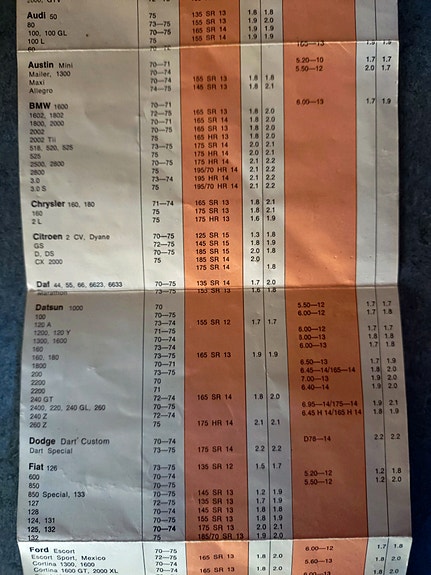 Audi 50 75 135 SR 13 1.8 1.8
80 73—75 155 SR 13 1.9 2.0
100, 100 GL 70—75 165 SR 14 1.9 1.9
100 L 75 155 SR 14 1.9 1.9
Austin Mini 70—71 5.20—10 1.7 1.7
Mailer, 1300 70—74 5.50—12 2.0 1.7
Maxi 70—74 155 SR 13 1.8 1.8
Allegro 74—75 145 SR 13 1.8 2.1
BMW 1600 70—71 6.00—13 1.7 1.9
1602, 1802 72—75 165 SR 13 1.8 2.0
1800, 2000 70—71 165 SR 14
2002 70—75 165 SR 13
2002 Tii 165 HR 13
518, 520, 525 175 SR 14 2.0 2.1
525 175 HR 14
2500, 2800 70—75 175 HR 14 2.1 2.2
2800 75 195/70 HR 14 2.1 2.2
3.0 73—74 195 HR 14 2.1 2.2
3.0 S 75 195/70 HR 14 2.1 2.2
Chrysler 160, 180 71—74 165 SR 13 1.8 2.1
160 75 175 SR 13 1.8 2.1
2 L 75 175 HR 13 1.6 1.9
Citroen 2 CV, Dyane 70—75 125 SR 15 1.3 1.8
GS 72—75 145 SR 15 1.8 1.9
D, DS 70—75 185 SR 15 2.0
CX 2000 75 185 SR 14 2.0
175 SR 14 1.8
Daf 44, 55, 66, 6623, 6633 70—75 135 SR 14 1.7 2.0
Marathon 73—75 155 SR 13 1.6 1.8
Datsun 1000 70 5.50—12 1.7 1.7
100 70 6.00—12 1.7 1.8
120 A 73—74 155 SR 12 1.7 1.7
1200, 120 Y 71—75 6.00—12 1.7 1.8
1300, 1600 70—74
160 73—74 6.00—13 1.7 1.8
160, 180 73—75 165 SR 13 1.9 1.9
1800 70—75 6.50—13 1.7 1.9
200 73—74 6.45—14/165—14 1.8 2.0
2200 70 7.00—13 1.9 2.0
2200 71 6.40—14 1.9 2.0
240 GT 72—74 165 SR 14 1.8 2.0
2400, 220, 240 GL, 260 70—75 6.95—14/175—14 1.9 2.1
240 Z 72—74 6.45 H 14/165 H 14 1.8 1.9
260 Z 75 175 HR 14 2.1 2.1
Dodge Dart Custom 70—74 D78—14 2.2 2.2
Dart Special 73—75 175 SR 14 2.2 2.2
Fiat 126 73—74 135 SR 12 1.5 1.7
600 70—74 5.20—12 1.2 1.8
850 70—72 5.50—12 1.2 2.0
850 Special, 133 70—75 145 SR 13 1.2 1.9
127 72—75 135 SR 13 1.7 1.9
128 70—75 145 SR 13 1.8 1.8
124, 131 70—75 155 SR 13 1.8 1.8
125, 132 70—74 175 SR 13 2.0 2.1
132 75 185/70 SR 13 1.9 2.0
Ford Escort 70—75 6.00—12 1.7 1.8
Escort Sport, Mexico 72—75 165 SR 13 1.8 2.0
Cortina 1300, 1600 70—74 5.60—13 1.8 2.0
Cortina 1600 GT, 2000 XL 70—74 165 SR 13 1.8 2.0